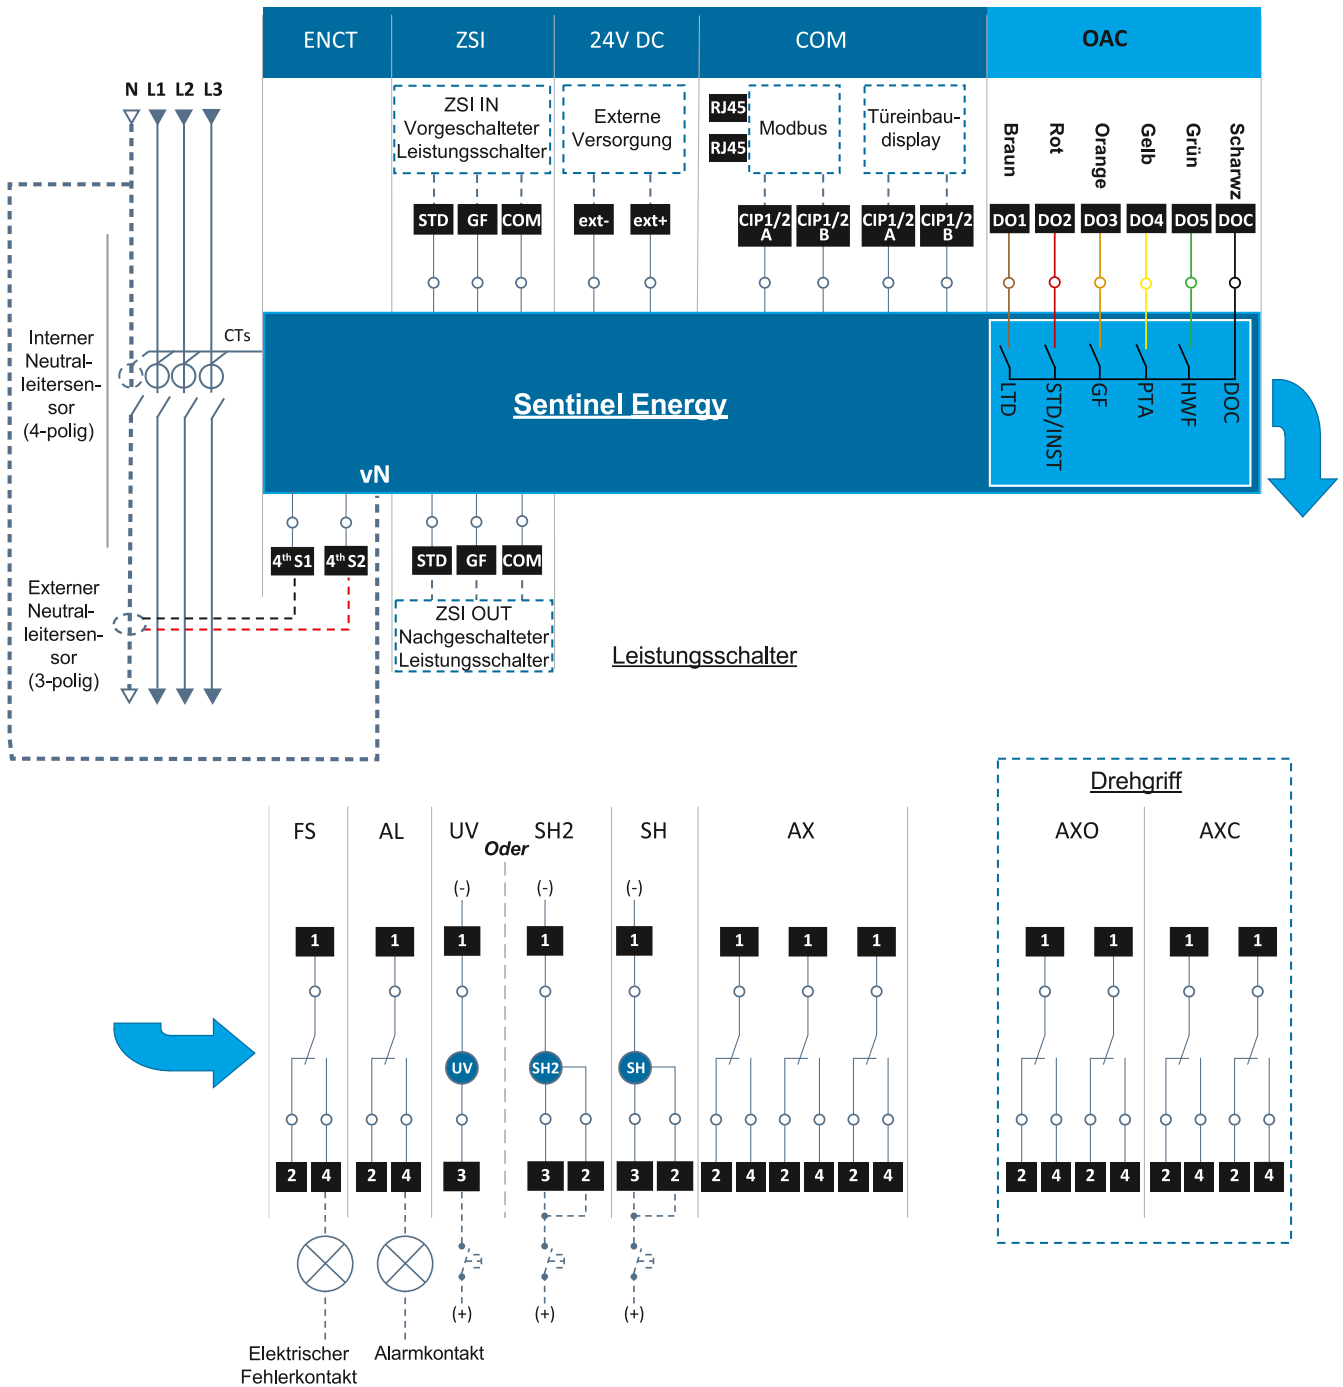 ENCT ZSI 24V DC COM OAC
N L1 L2 L3
ZSI IN
Vorgeschalteter
Leistungsschalter
Externe
Versorgung
RJ45
RJ45
Modbus
Türeinbau-
display
Braun
Rot
Orange
Gelb
Grün
Scharwz
STD GF COM ext- ext+
CIP1/2 A
CIP1/2 B
CIP1/2 A
CIP1/2 B
DO1 DO2 DO3 DO4 DO5 DOC
Interner
Neutral-
leitersen-
sor
(4-polig)
CTs
Sentinel Energy
LTD
STD/INST
GF
PTA
HWF
DOC
vN
4th S1 4th S2 STD GF COM
Externer
Neutral-
leitersen-
sor
(3-polig)
ZSI OUT
Nachgeschalteter
Leistungsschalter
Leistungsschalter
Drehgriff
FS AL UV SH2 SH AX AXO AXC
Oder
(-) (-) (-)
1 1 1 1 1 1 1 1 1 1 1 1
UV SH2 SH
2 4 2 4 3 3 2 3 2 2 4 2 4 2 4 2 4 2 4 2 4 2 4
(+) (+) (+)
Elektrischer
Fehlerkontakt
Alarmkontakt